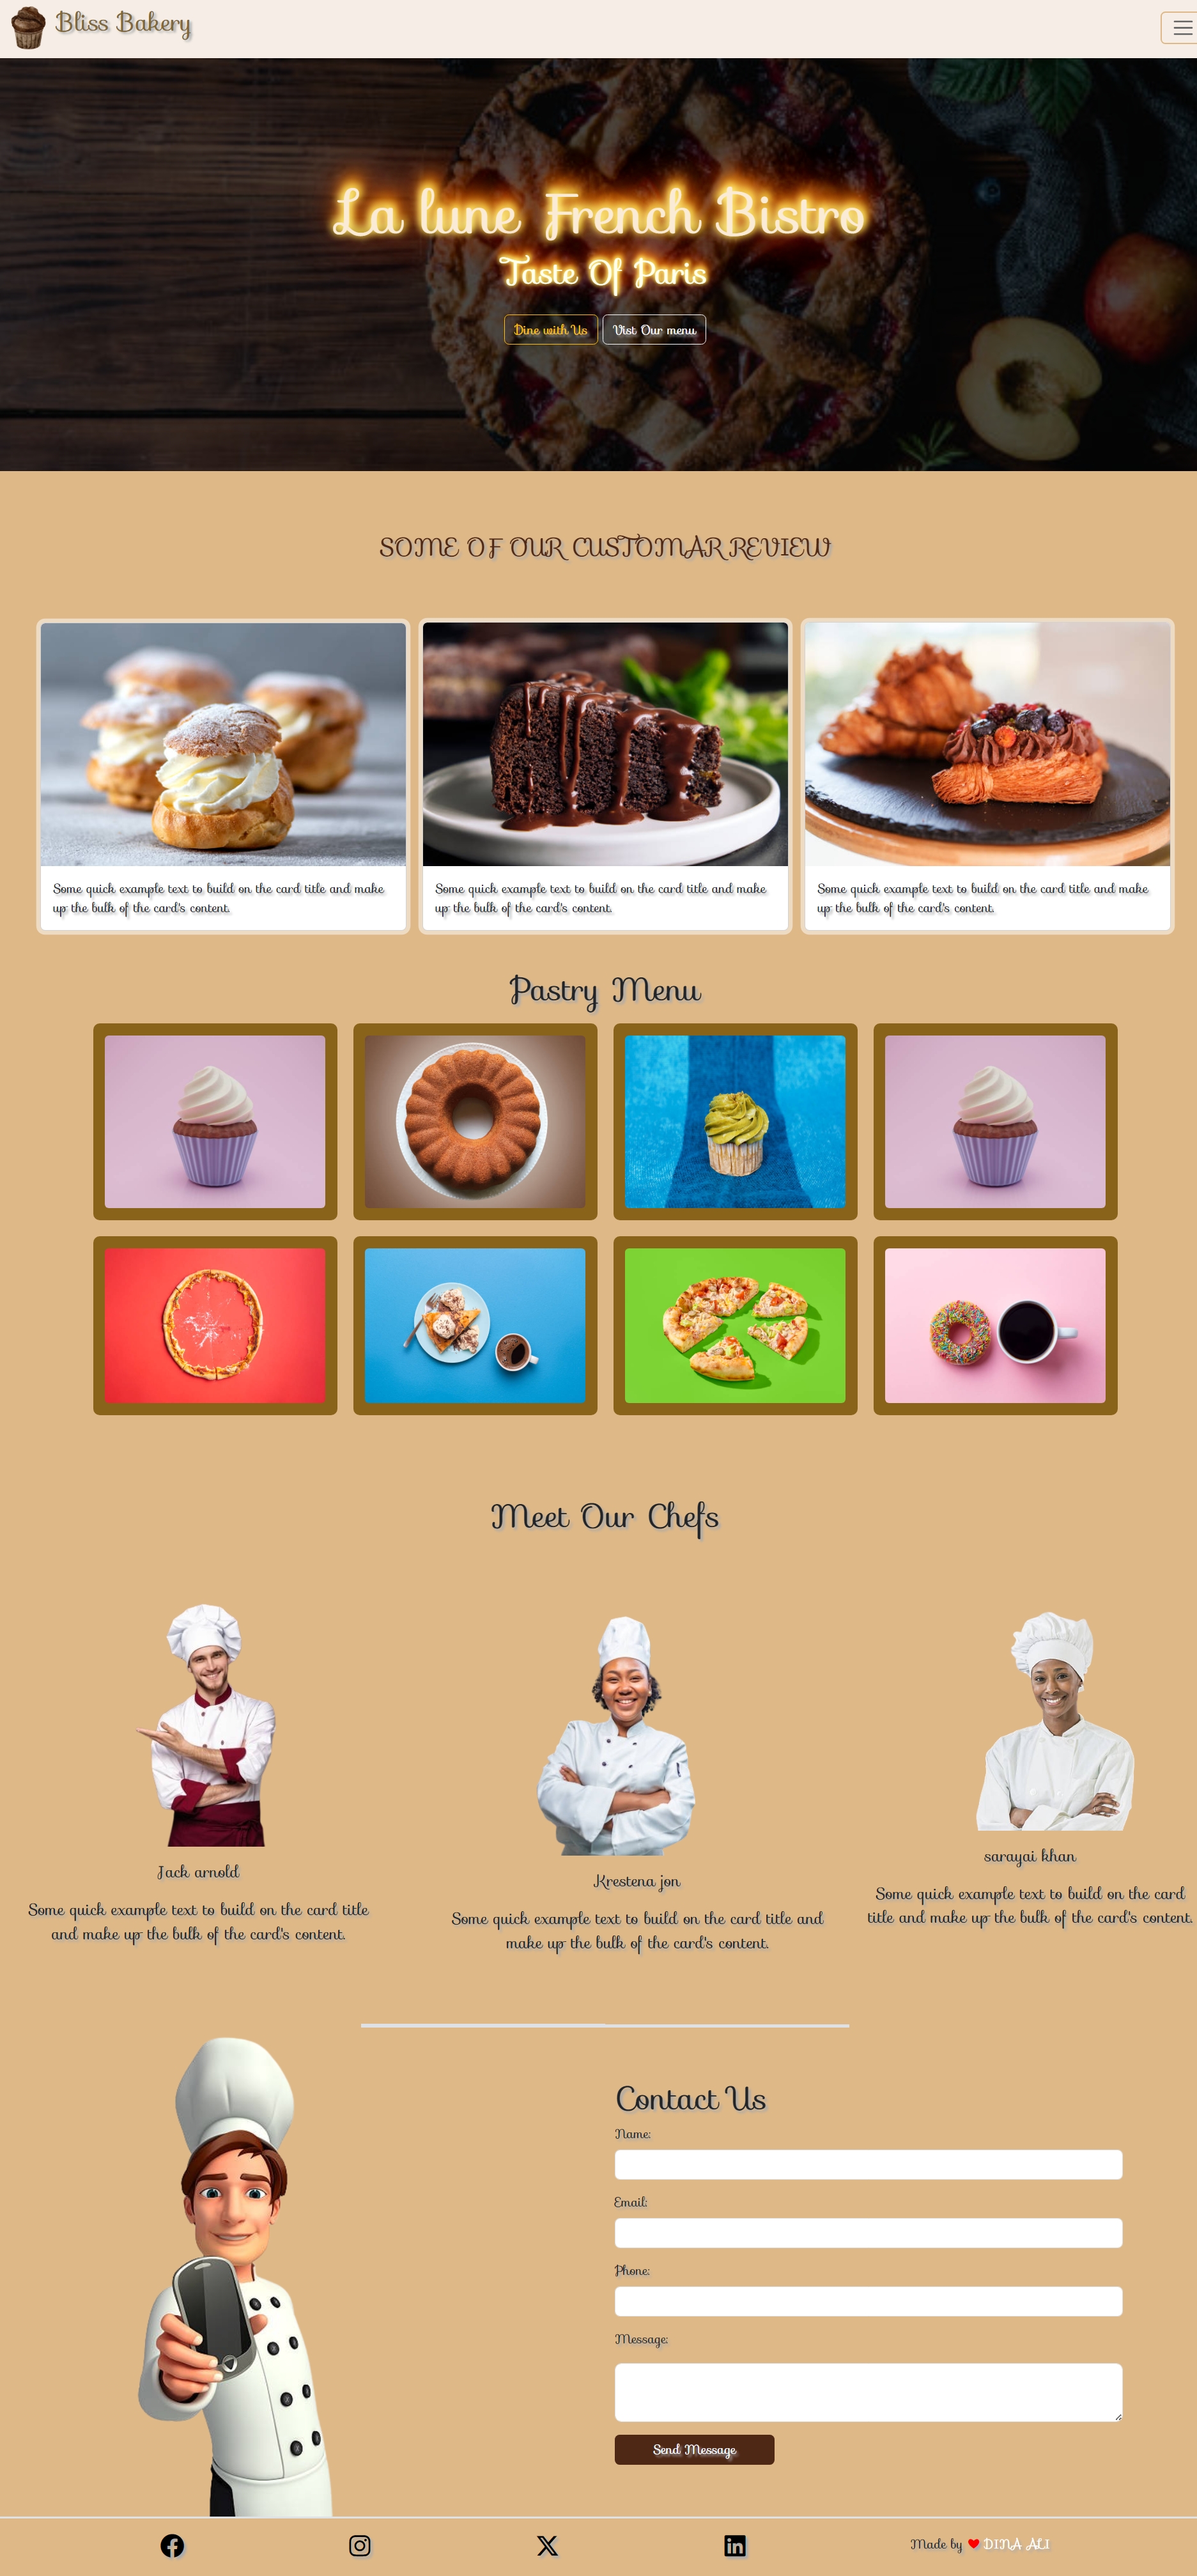 Bliss Bakery
La lune French Bistro
Taste Of Paris
Dine with Us
Vist Our menu
SOME OF OUR CUSTOMAR REVIEW
Some quick example text to build on the card title and make
up the bulk of the card's content.
Some quick example text to build on the card title and make
up the bulk of the card's content.
Some quick example text to build on the card title and make
up the bulk of the card's content.
Pastry Menu
Meet Our Chefs
Jack arnold
Some quick example text to build on the card title
and make up the bulk of the card's content.
Krestena jon
Some quick example text to build on the card title and
make up the bulk of the card's content.
sarayai khan
Some quick example text to build on the card
title and make up the bulk of the card's content.
Contact Us
Name:
Email:
Phone:
Message:
Send Message
Made by ❤ DINA ALI